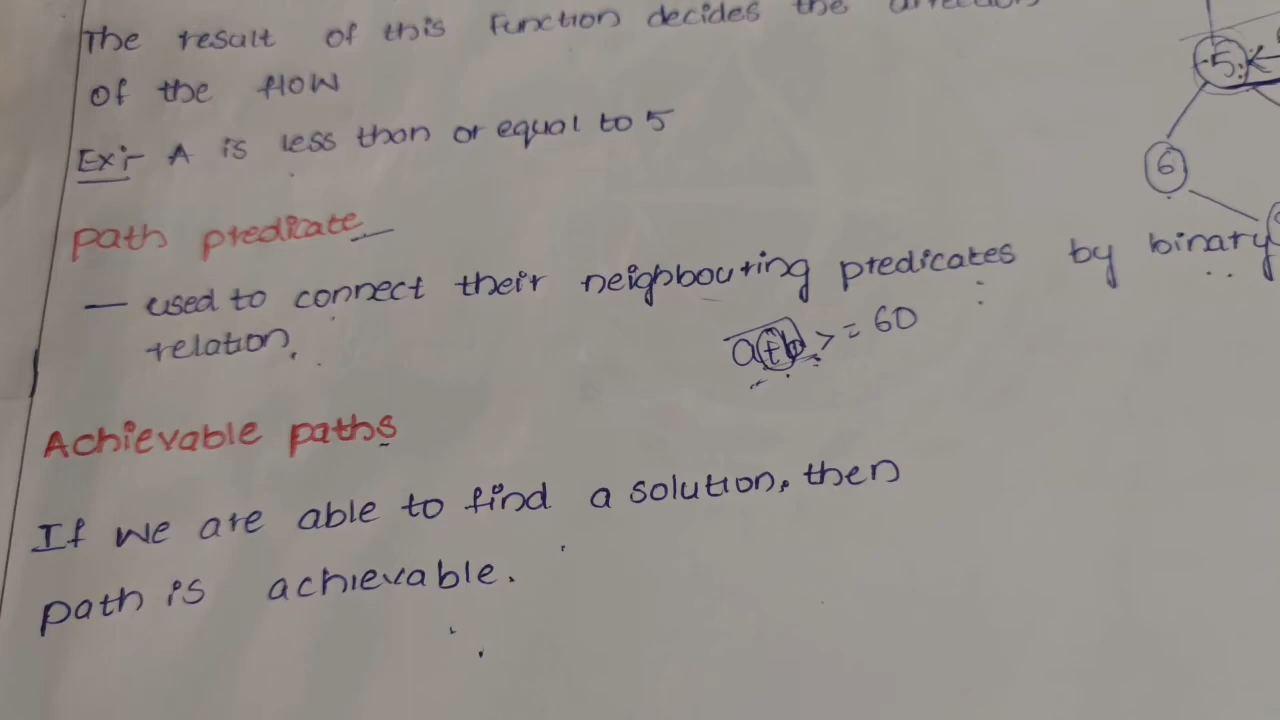 The result of this function decides the direction
of the flow
Ex:- A is less than or equal to 5
5
6
path predicate
— used to connect their neighbouring predicates by binary
relation.
a+b >= 60
Achievable paths
If we are able to find a solution, then
path is achievable.